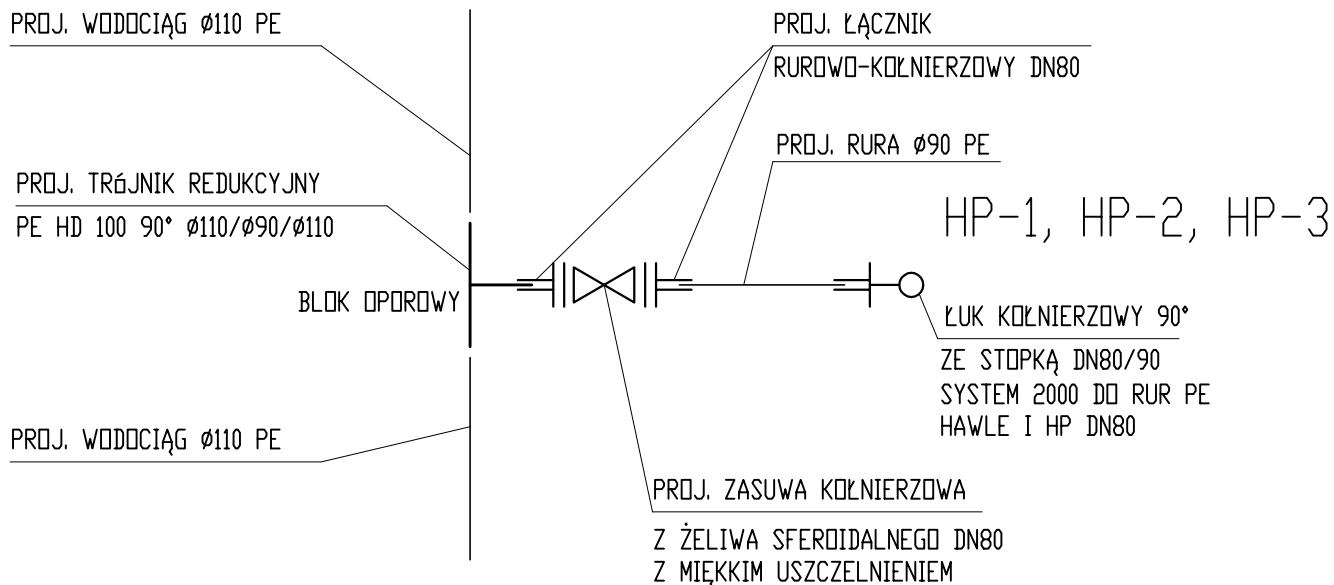 PROJ. WODOCIĄG Ø110 PE
PROJ. ŁĄCZNIK
RUROWO-KOŁNIERZOWY DN80
PROJ. RURA Ø90 PE
PROJ. TRÓJNIK REDUKCYJNY
PE HD 100 90° Ø110/Ø90/Ø110
HP-1, HP-2, HP-3
BLOK OPOROWY
ŁUK KOŁNIERZOWY 90°
ZE STOPKĄ DN80/90
SYSTEM 2000 DO RUR PE
HAWLE I HP DN80
PROJ. WODOCIĄG Ø110 PE
PROJ. ZASUWA KOŁNIERZOWA
Z ŻELIWA SFEROIDALNEGO DN80
Z MIĘKKIM USZCZELNIENIEM